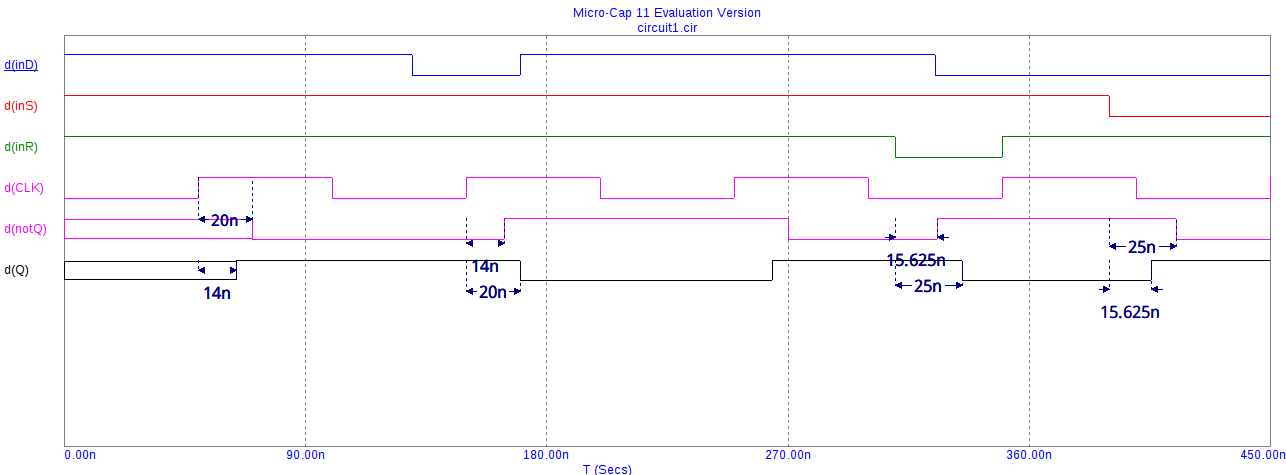 Micro-Cap 11 Evaluation Version
circuit1.cir
d(inD)
d(inS)
d(inR)
d(CLK)
20n
d(notQ)
25n
15.625n
14n
d(Q)
25n
20n
14n
15.625n
0.00n 90.00n 180.00n 270.00n 360.00n 450.00n
T (Secs)